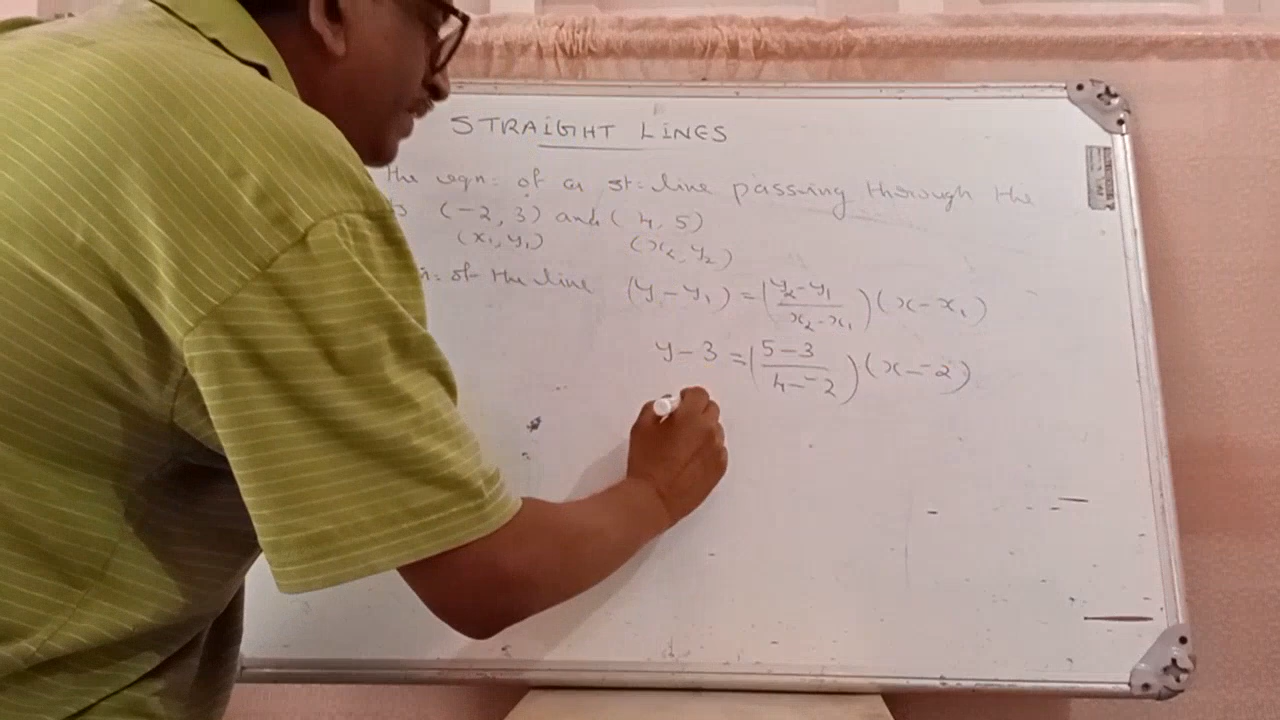 STRAIGHT LINES
the eqn: of a st: line passing through the
(-2, 3) and (4, 5)
(x₁, y₁) (x₂, y₂)
of the line (y - y₁) = (y₂-y₁ / x₂-x₁)(x - x₁)
y - 3 = (5-3 / 4--2)(x--2)